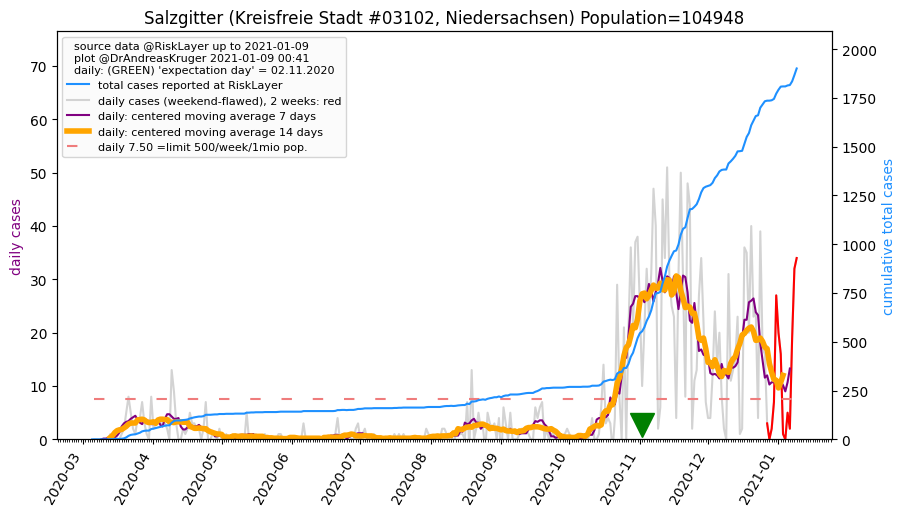 Salzgitter (Kreisfreie Stadt #03102, Niedersachsen) Population=104948
source data @RiskLayer up to 2021-01-09
plot @DrAndreasKruger 2021-01-09 00:41
daily: (GREEN) 'expectation day' = 02.11.2020
total cases reported at RiskLayer
daily cases (weekend-flawed), 2 weeks: red
daily: centered moving average 7 days
daily: centered moving average 14 days
daily 7.50 =limit 500/week/1mio pop.
daily cases
70
60
50
40
30
20
10
0
cumulative total cases
2000
1750
1500
1250
1000
750
500
250
0
2020-03
2020-04
2020-05
2020-06
2020-07
2020-08
2020-09
2020-10
2020-11
2020-12
2021-01